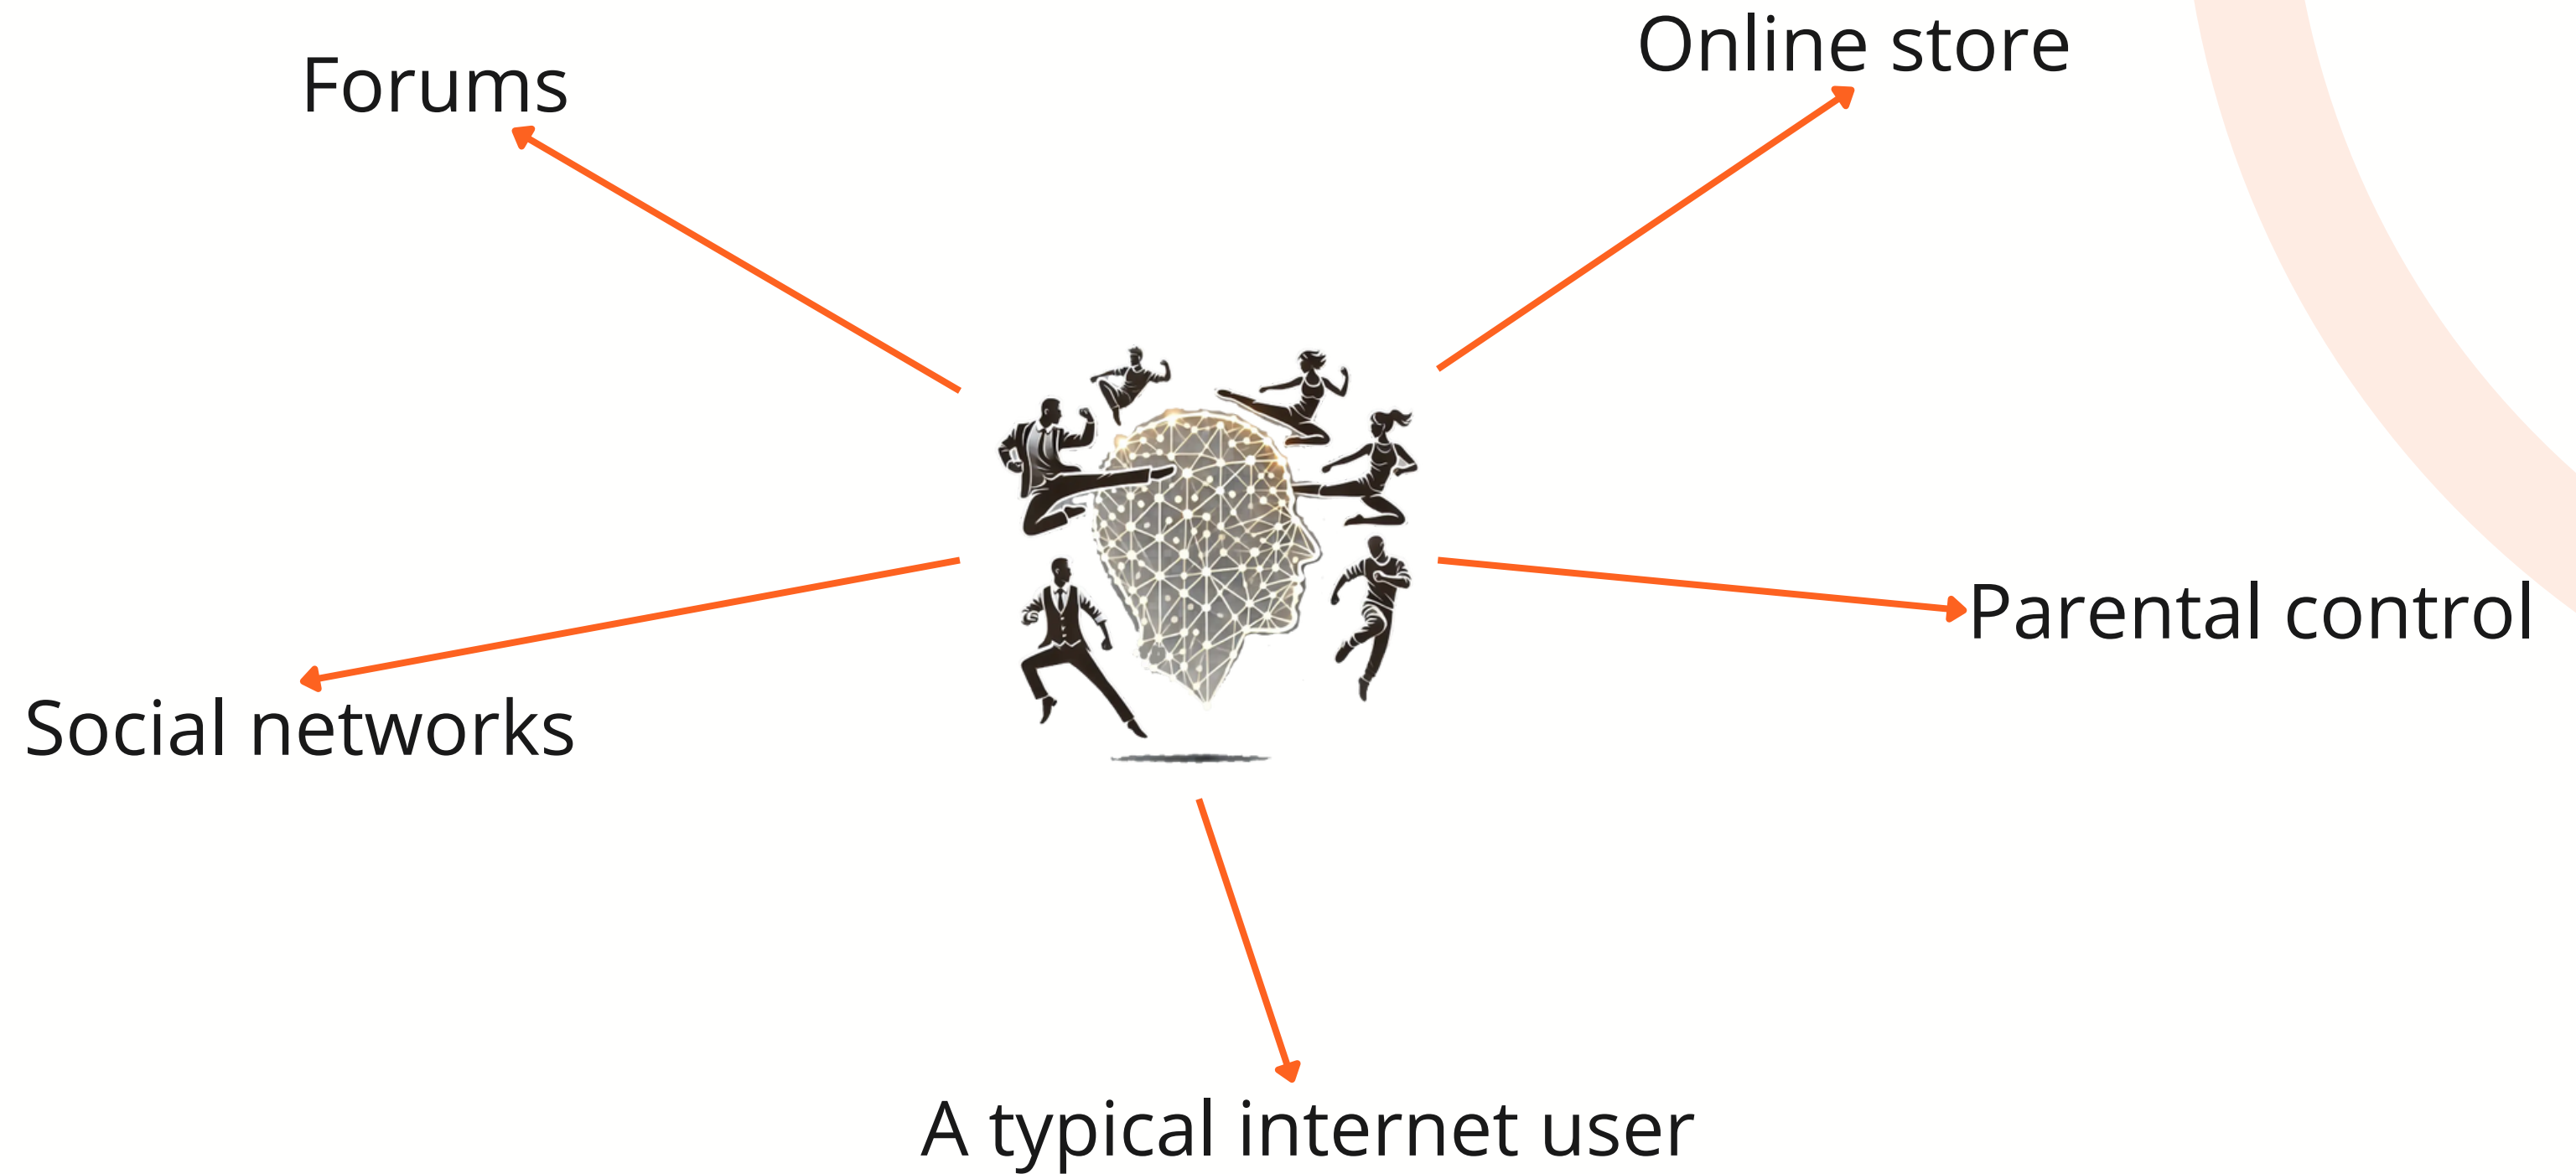 Forums
Online store
Social networks
Parental control
A typical internet user